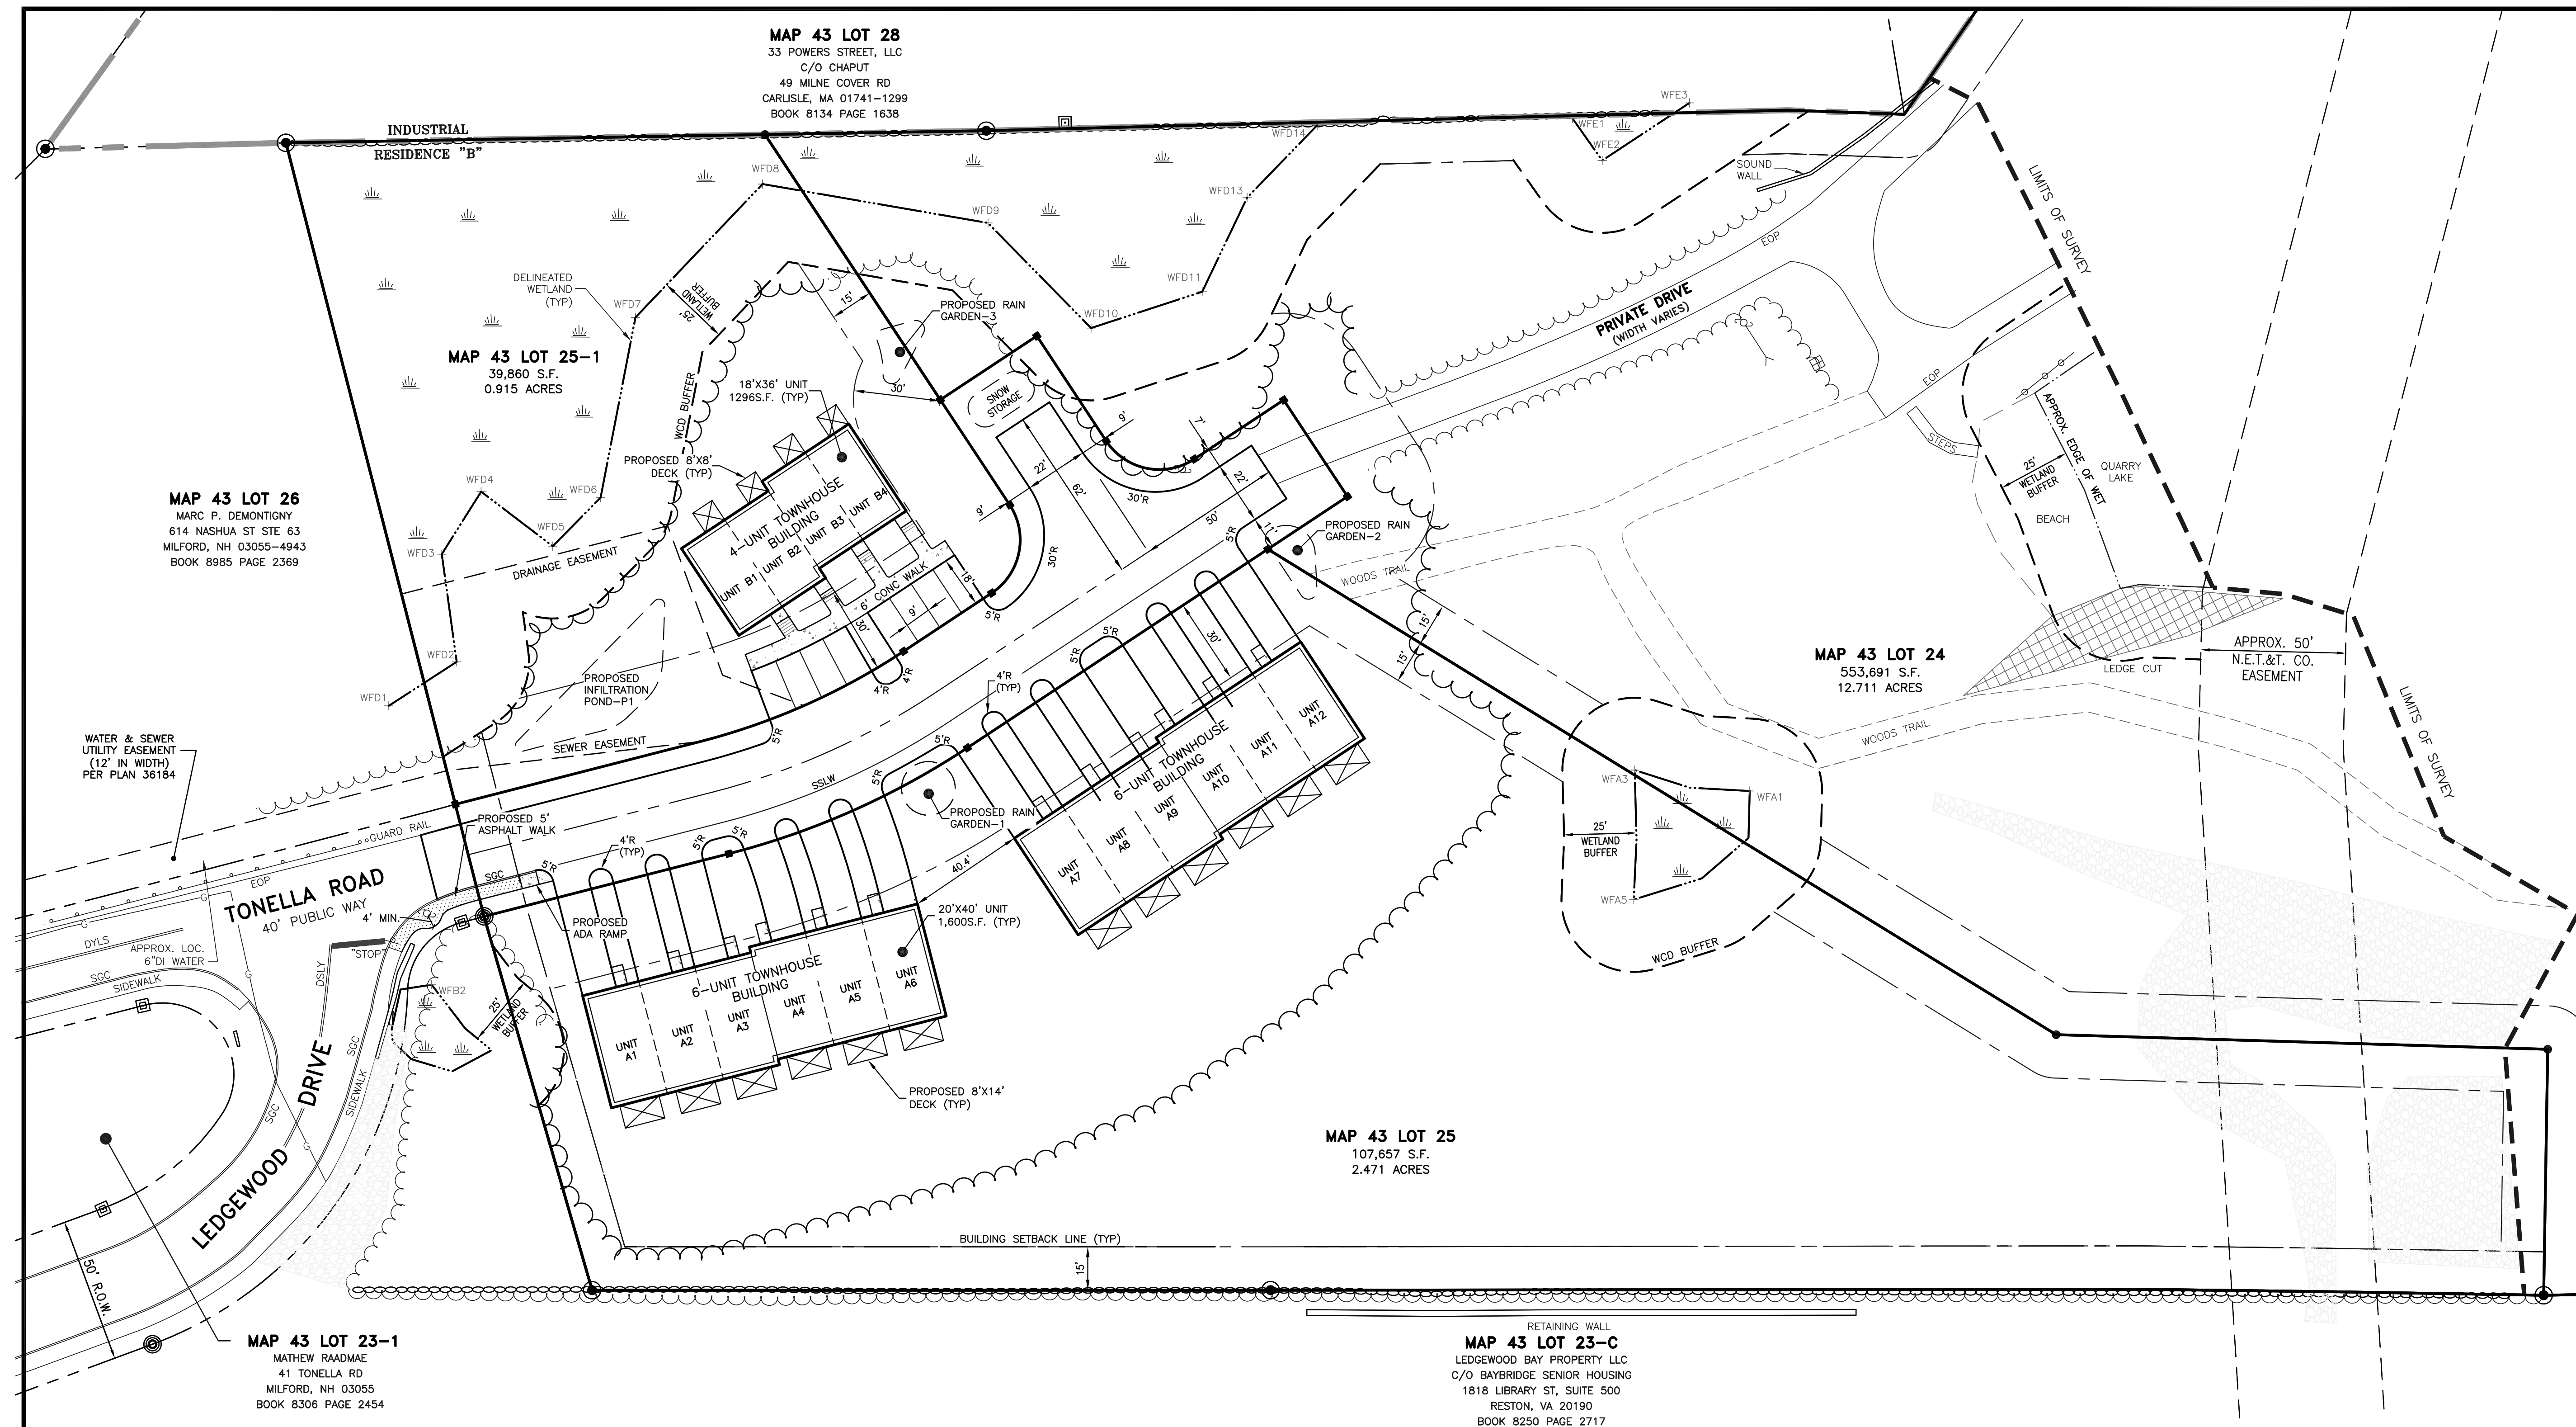 MAP 43 LOT 28
33 POWERS STREET, LLC
C/O CHAPUT
49 MILNE COVER RD
CARLISLE, MA 01741-1299
BOOK 8134 PAGE 1638
INDUSTRIAL
RESIDENCE "B"
WFD8
WFD9
WFD14
WFD13
WFD11
WFD10
WFE3
WFE1
WFE2
SOUND
WALL
LIMITS OF SURVEY
EOP
PRIVATE DRIVE
(WIDTH VARIES)
EOP
DELINEATED
WETLAND
(TYP)
WFD7
25'
WETLAND
BUFFER
15'
PROPOSED RAIN
GARDEN-3
30'
MAP 43 LOT 25-1
39,860 S.F.
0.915 ACRES
WCD BUFFER
18'X36' UNIT
1296S.F. (TYP)
SNOW
STORAGE
9'
7'
22'
62'
22'
30'R
50'
11'
5'R
9'
30'R
PROPOSED 8'X8'
DECK (TYP)
4-UNIT TOWNHOUSE
BUILDING
UNIT B1
UNIT B2
UNIT B3
UNIT B4
6' CONC WALK
18'
9'
30'
5'R
4'R
4'R
5'R
WFD4
WFD6
WFD5
WFD3
WFD2
WFD1
DRAINAGE EASEMENT
PROPOSED
INFILTRATION
POND-P1
SEWER EASEMENT
MAP 43 LOT 26
MARC P. DEMONTIGNY
614 NASHUA ST STE 63
MILFORD, NH 03055-4943
BOOK 8985 PAGE 2369
PROPOSED RAIN
GARDEN-2
WOODS TRAIL
15'
15'
STEPS
25'
WETLAND
BUFFER
APPROX. EDGE OF WET
QUARRY
LAKE
BEACH
MAP 43 LOT 24
553,691 S.F.
12.711 ACRES
LEDGE CUT
APPROX. 50'
N.E.T.&T. CO.
EASEMENT
WOODS TRAIL
LIMITS OF SURVEY
WATER & SEWER
UTILITY EASEMENT
(12' IN WIDTH)
PER PLAN 36184
GUARD RAIL
EOP
G
G
TONELLA ROAD
40' PUBLIC WAY
DYLS
APPROX. LOC.
6"DI WATER
4' MIN.
"STOP"
SGC
SIDEWALK
DSLY
G
PROPOSED 5'
ASPHALT WALK
SGC
5'R
PROPOSED
ADA RAMP
SSLW
4'R
(TYP)
5'R
5'R
5'R
5'R
PROPOSED RAIN
GARDEN-1
4'R
(TYP)
5'R
5'R
30'
40.4'
6-UNIT TOWNHOUSE
BUILDING
UNIT
A7
UNIT
A8
UNIT
A9
UNIT
A10
UNIT
A11
UNIT
A12
20'X40' UNIT
1,600S.F. (TYP)
6-UNIT TOWNHOUSE
BUILDING
UNIT
A1
UNIT
A2
UNIT
A3
UNIT
A4
UNIT
A5
UNIT
A6
PROPOSED 8'X14'
DECK (TYP)
WFA3
WFA1
WFA5
25'
WETLAND
BUFFER
WCD BUFFER
WFB2
25'
WETLAND
BUFFER
LEDGEWOOD DRIVE
SGC
SGC
SIDEWALK
G
50' R.O.W.
MAP 43 LOT 25
107,657 S.F.
2.471 ACRES
BUILDING SETBACK LINE (TYP)
15'
RETAINING WALL
MAP 43 LOT 23-1
MATHEW RAADMAE
41 TONELLA RD
MILFORD, NH 03055
BOOK 8306 PAGE 2454
MAP 43 LOT 23-C
LEDGEWOOD BAY PROPERTY LLC
C/O BAYBRIDGE SENIOR HOUSING
1818 LIBRARY ST, SUITE 500
RESTON, VA 20190
BOOK 8250 PAGE 2717